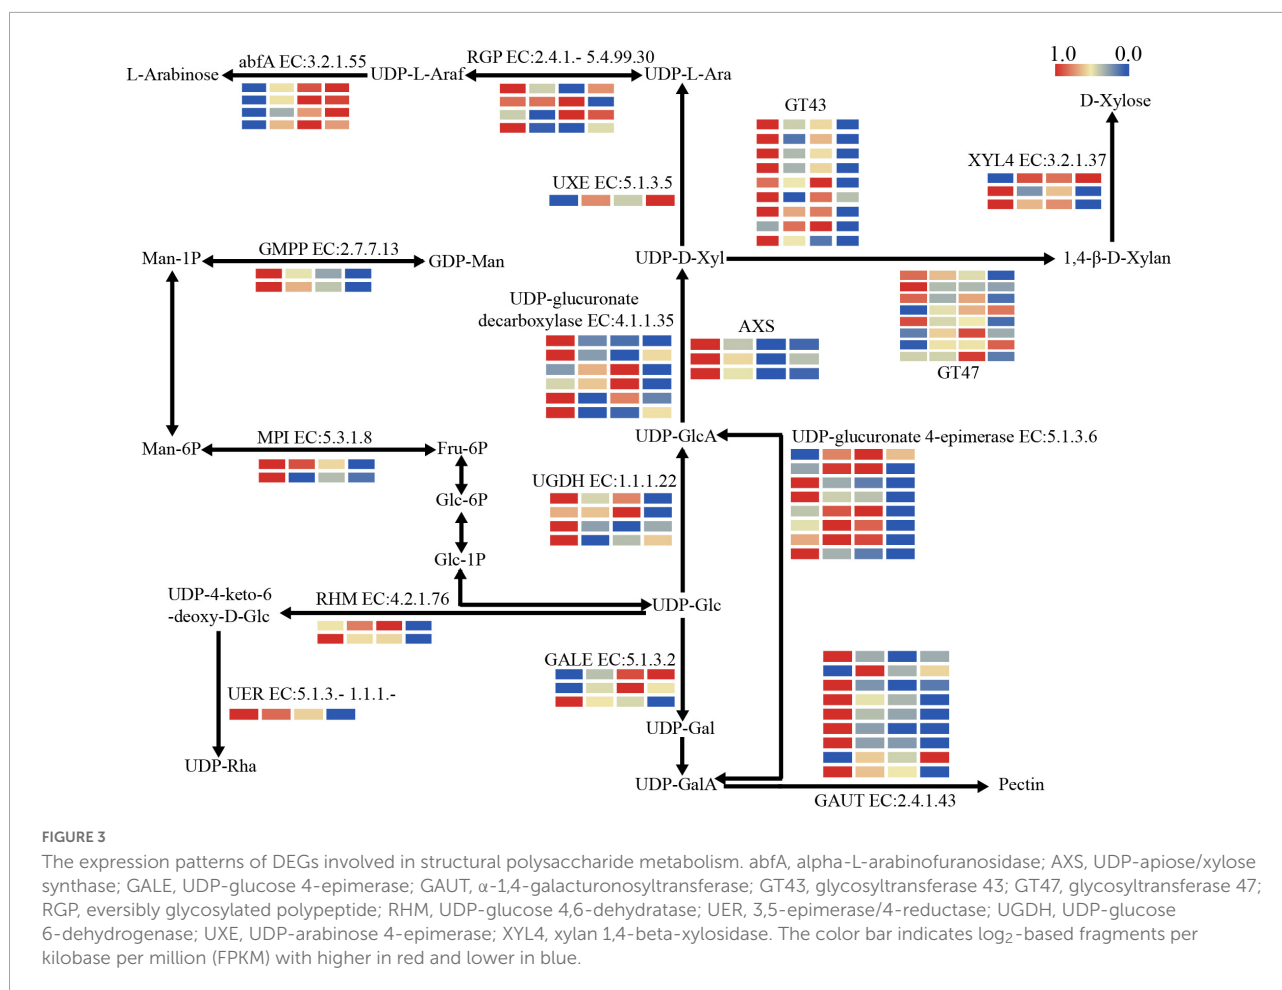 abfA EC:3.2.1.55
RGP EC:2.4.1.- 5.4.99.30
1.0 0.0
L-Arabinose
UDP-L-Araf
UDP-L-Ara
D-Xylose
GT43
XYL4 EC:3.2.1.37
UXE EC:5.1.3.5
Man-1P
GMPP EC:2.7.7.13
GDP-Man
UDP-D-Xyl
1,4-β-D-Xylan
UDP-glucuronate
decarboxylase EC:4.1.1.35
AXS
GT47
Man-6P
MPI EC:5.3.1.8
Fru-6P
UDP-GlcA
UDP-glucuronate 4-epimerase EC:5.1.3.6
UGDH EC:1.1.1.22
Glc-6P
Glc-1P
UDP-4-keto-6
-deoxy-D-Glc
RHM EC:4.2.1.76
UDP-Glc
GALE EC:5.1.3.2
UER EC:5.1.3.- 1.1.1.-
UDP-Gal
UDP-Rha
UDP-GalA
Pectin
GAUT EC:2.4.1.43
FIGURE 3
The expression patterns of DEGs involved in structural polysaccharide metabolism. abfA, alpha-L-arabinofuranosidase; AXS, UDP-apiose/xylose
synthase; GALE, UDP-glucose 4-epimerase; GAUT, α-1,4-galacturonosyltransferase; GT43, glycosyltransferase 43; GT47, glycosyltransferase 47;
RGP, eversibly glycosylated polypeptide; RHM, UDP-glucose 4,6-dehydratase; UER, 3,5-epimerase/4-reductase; UGDH, UDP-glucose
6-dehydrogenase; UXE, UDP-arabinose 4-epimerase; XYL4, xylan 1,4-beta-xylosidase. The color bar indicates log₂-based fragments per
kilobase per million (FPKM) with higher in red and lower in blue.